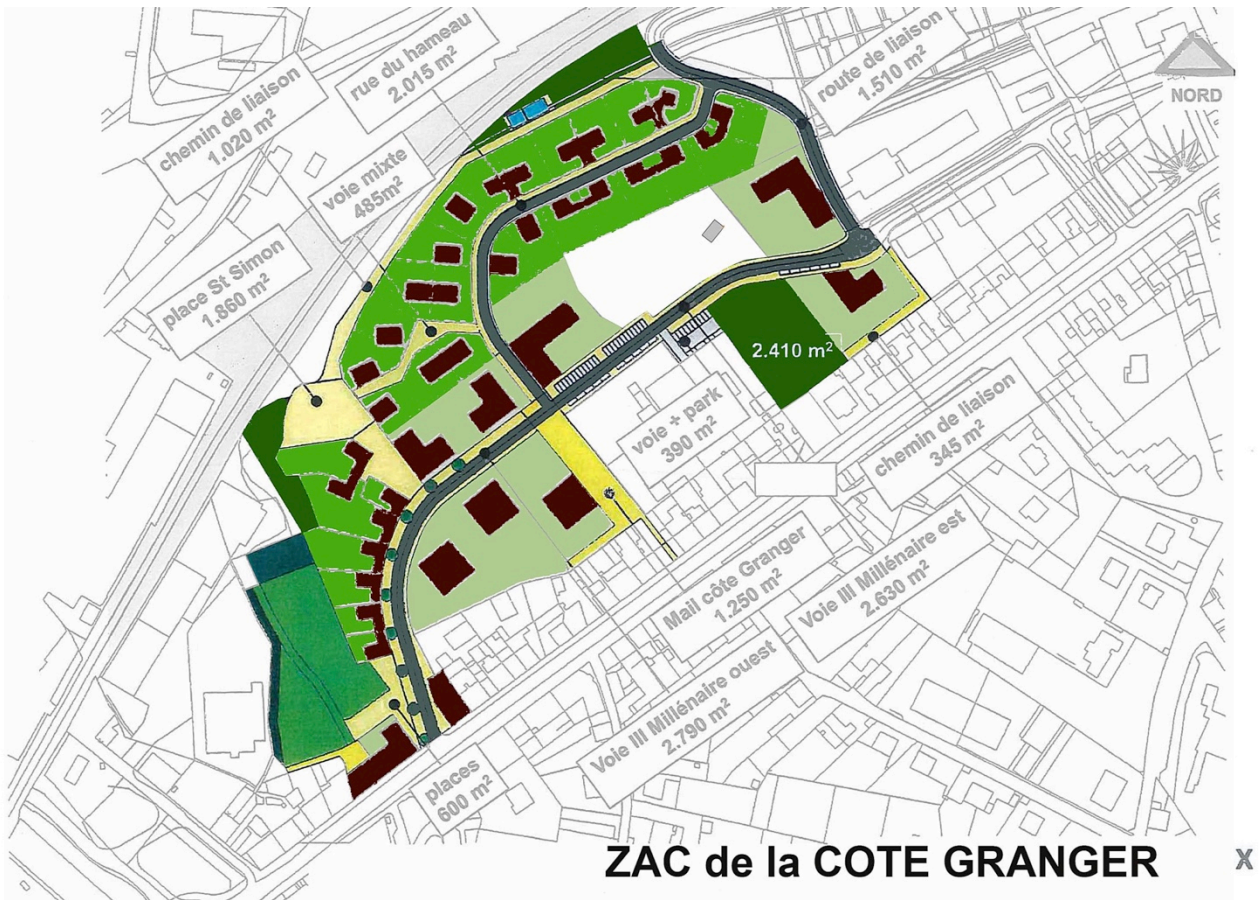 rue du hameau
2.015 m²
route de liaison
1.510 m²
NORD
chemin de liaison
1.020 m²
voie mixte
485m²
place St Simon
1.860 m²
2.410 m²
voie + park
390 m²
chemin de liaison
345 m²
Mail côte Granger
1.250 m²
Voie III Millénaire est
2.630 m²
Voie III Millénaire ouest
2.790 m²
places
600 m²
ZAC de la COTE GRANGER
X